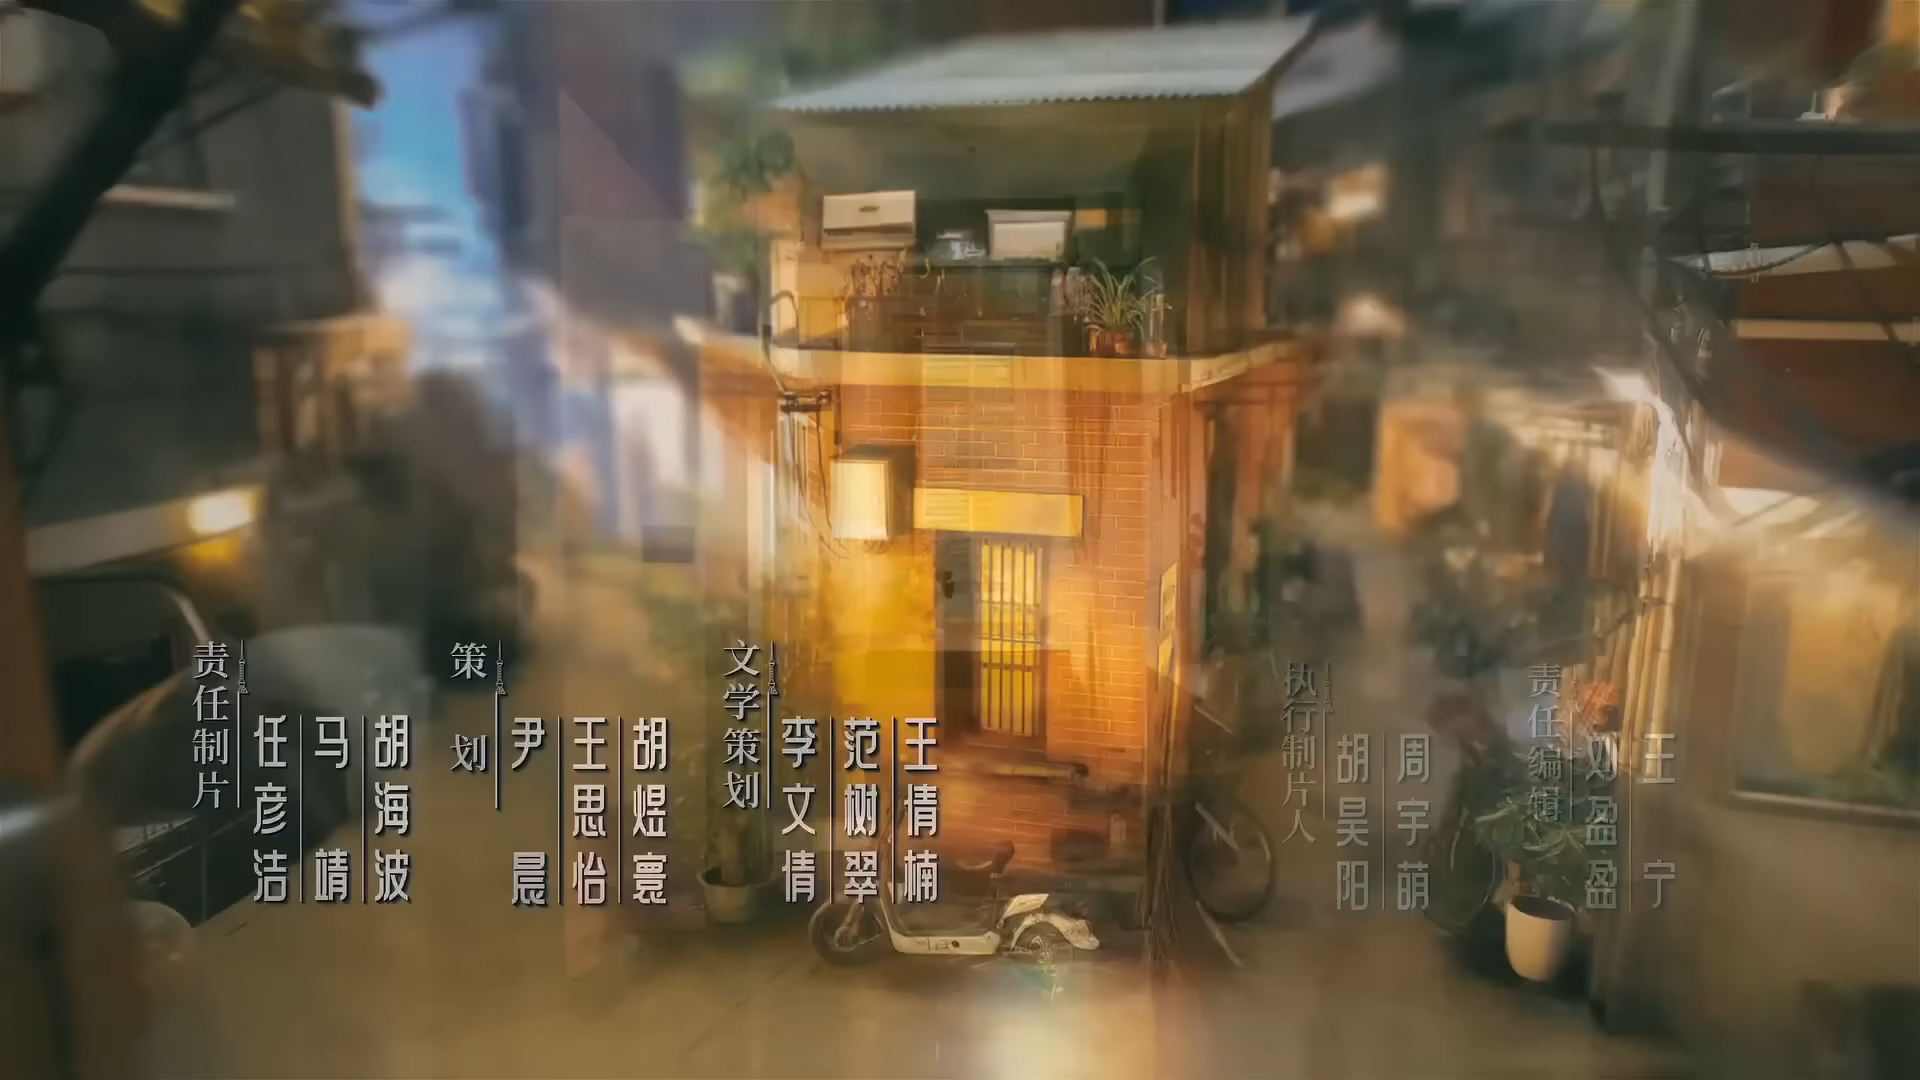 责任制片
任彦洁
马靖
胡海波
策划
尹晨
王思怡
胡煜寰
文学策划
李文倩
范树翠
王倩楠
执行制片人
胡昊阳
周宇萌
责任编辑
刘盈盈
王宁